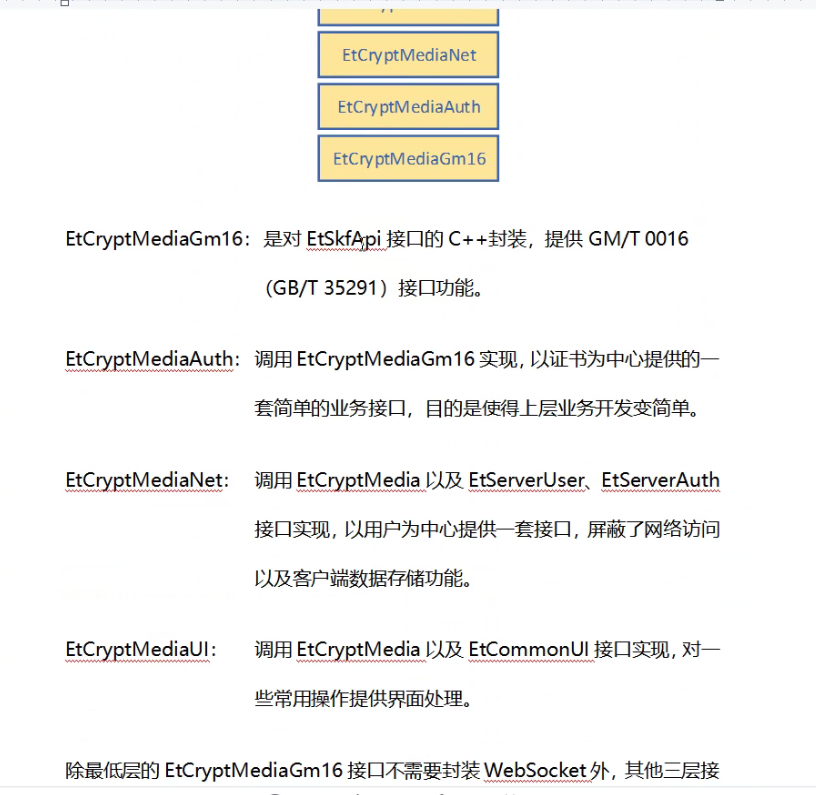 EtCryptMediaNet
EtCryptMediaAuth
EtCryptMediaGm16
EtCryptMediaGm16：是对 EtSkfApi 接口的 C++封装，提供 GM/T 0016
（GB/T 35291）接口功能。
EtCryptMediaAuth：调用 EtCryptMediaGm16 实现，以证书为中心提供的一
套简单的业务接口，目的是使得上层业务开发变简单。
EtCryptMediaNet：调用 EtCryptMedia 以及 EtServerUser、EtServerAuth
接口实现，以用户为中心提供一套接口，屏蔽了网络访问
以及客户端数据存储功能。
EtCryptMediaUI：调用 EtCryptMedia 以及 EtCommonUI 接口实现，对一
些常用操作提供界面处理。
除最低层的 EtCryptMediaGm16 接口不需要封装 WebSocket 外，其他三层接